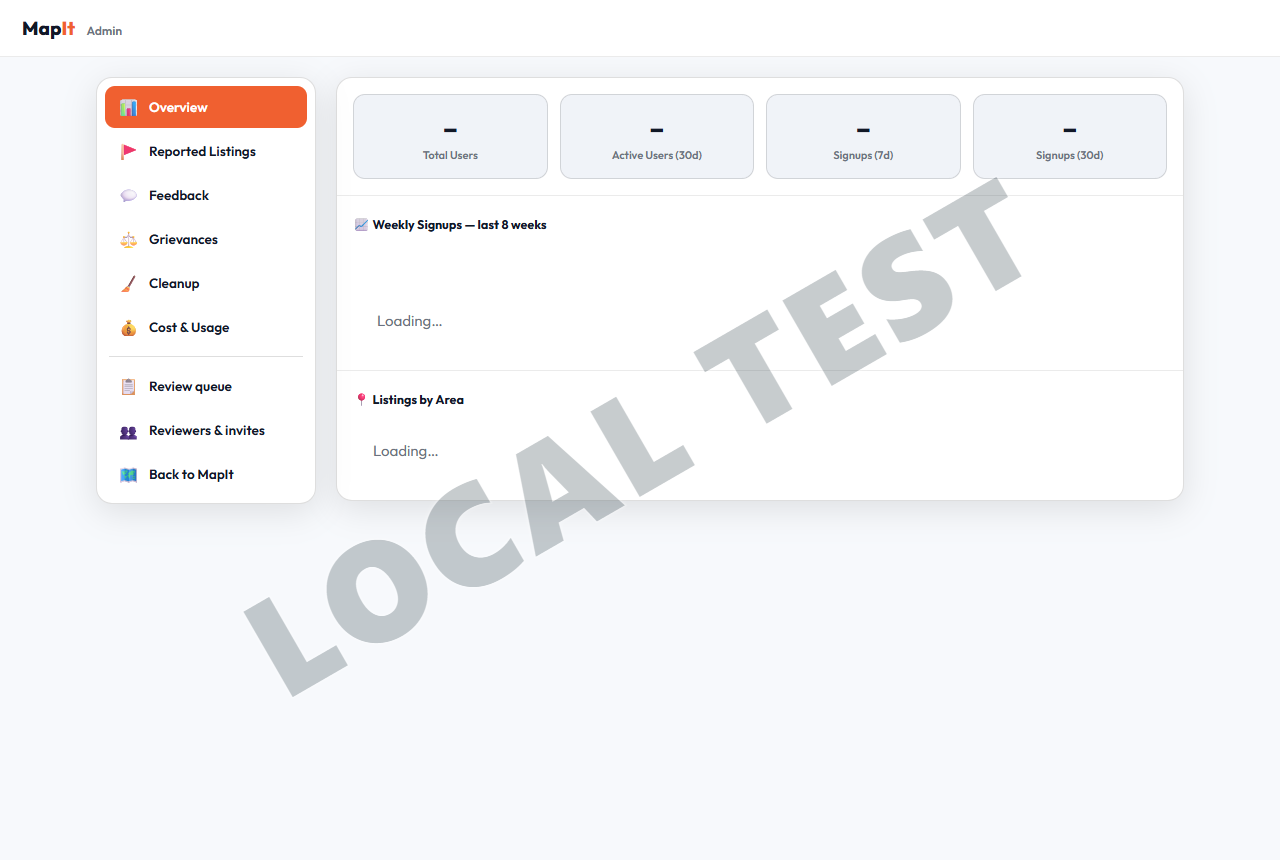 MapIt Admin
Overview
Reported Listings
Feedback
Grievances
Cleanup
Cost & Usage
Review queue
Reviewers & invites
Back to MapIt
– – – –
Total Users Active Users (30d) Signups (7d) Signups (30d)
Weekly Signups — last 8 weeks
Loading…
Listings by Area
Loading…
LOCAL TEST